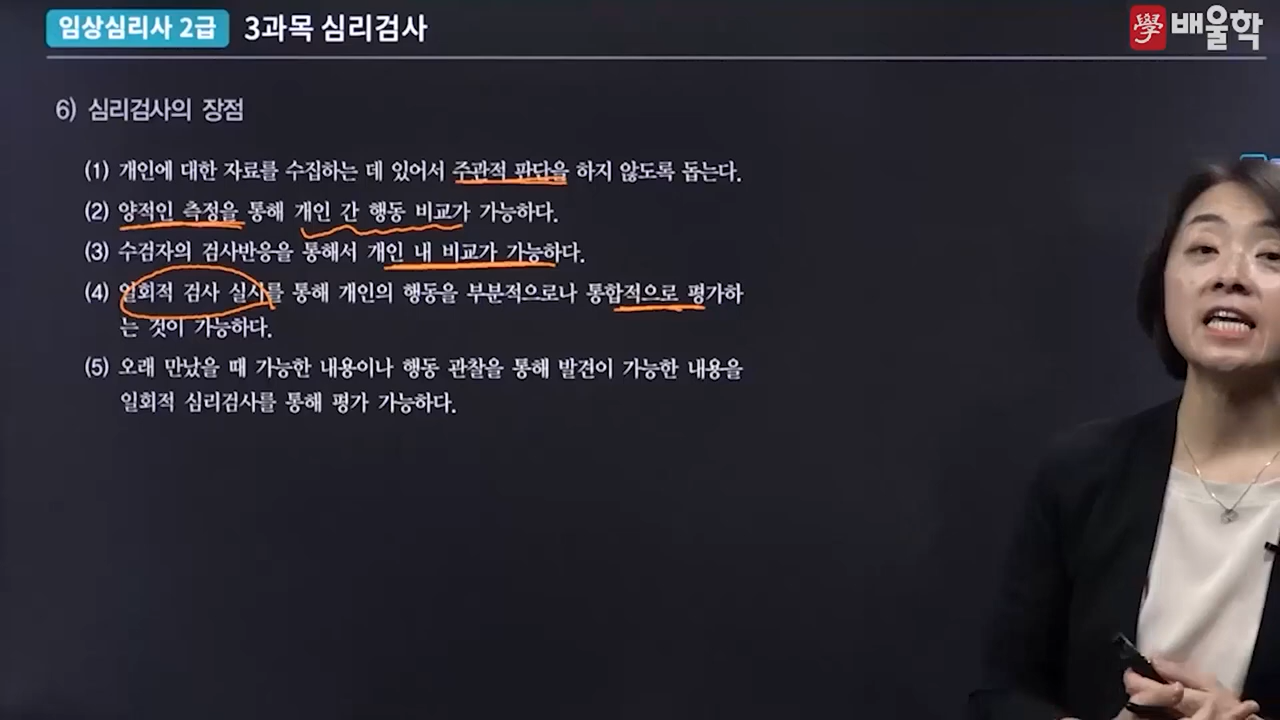 임상심리사 2급 3과목 심리검사
學 배울학
6) 심리검사의 장점
(1) 개인에 대한 자료를 수집하는 데 있어서 주관적 판단을 하지 않도록 돕는다.
(2) 양적인 측정을 통해 개인 간 행동 비교가 가능하다.
(3) 수검자의 검사반응을 통해서 개인 내 비교가 가능하다.
(4) 일회적 검사 실시를 통해 개인의 행동을 부분적으로나 통합적으로 평가하
는 것이 가능하다.
(5) 오래 만났을 때 가능한 내용이나 행동 관찰을 통해 발견이 가능한 내용을
일회적 심리검사를 통해 평가 가능하다.